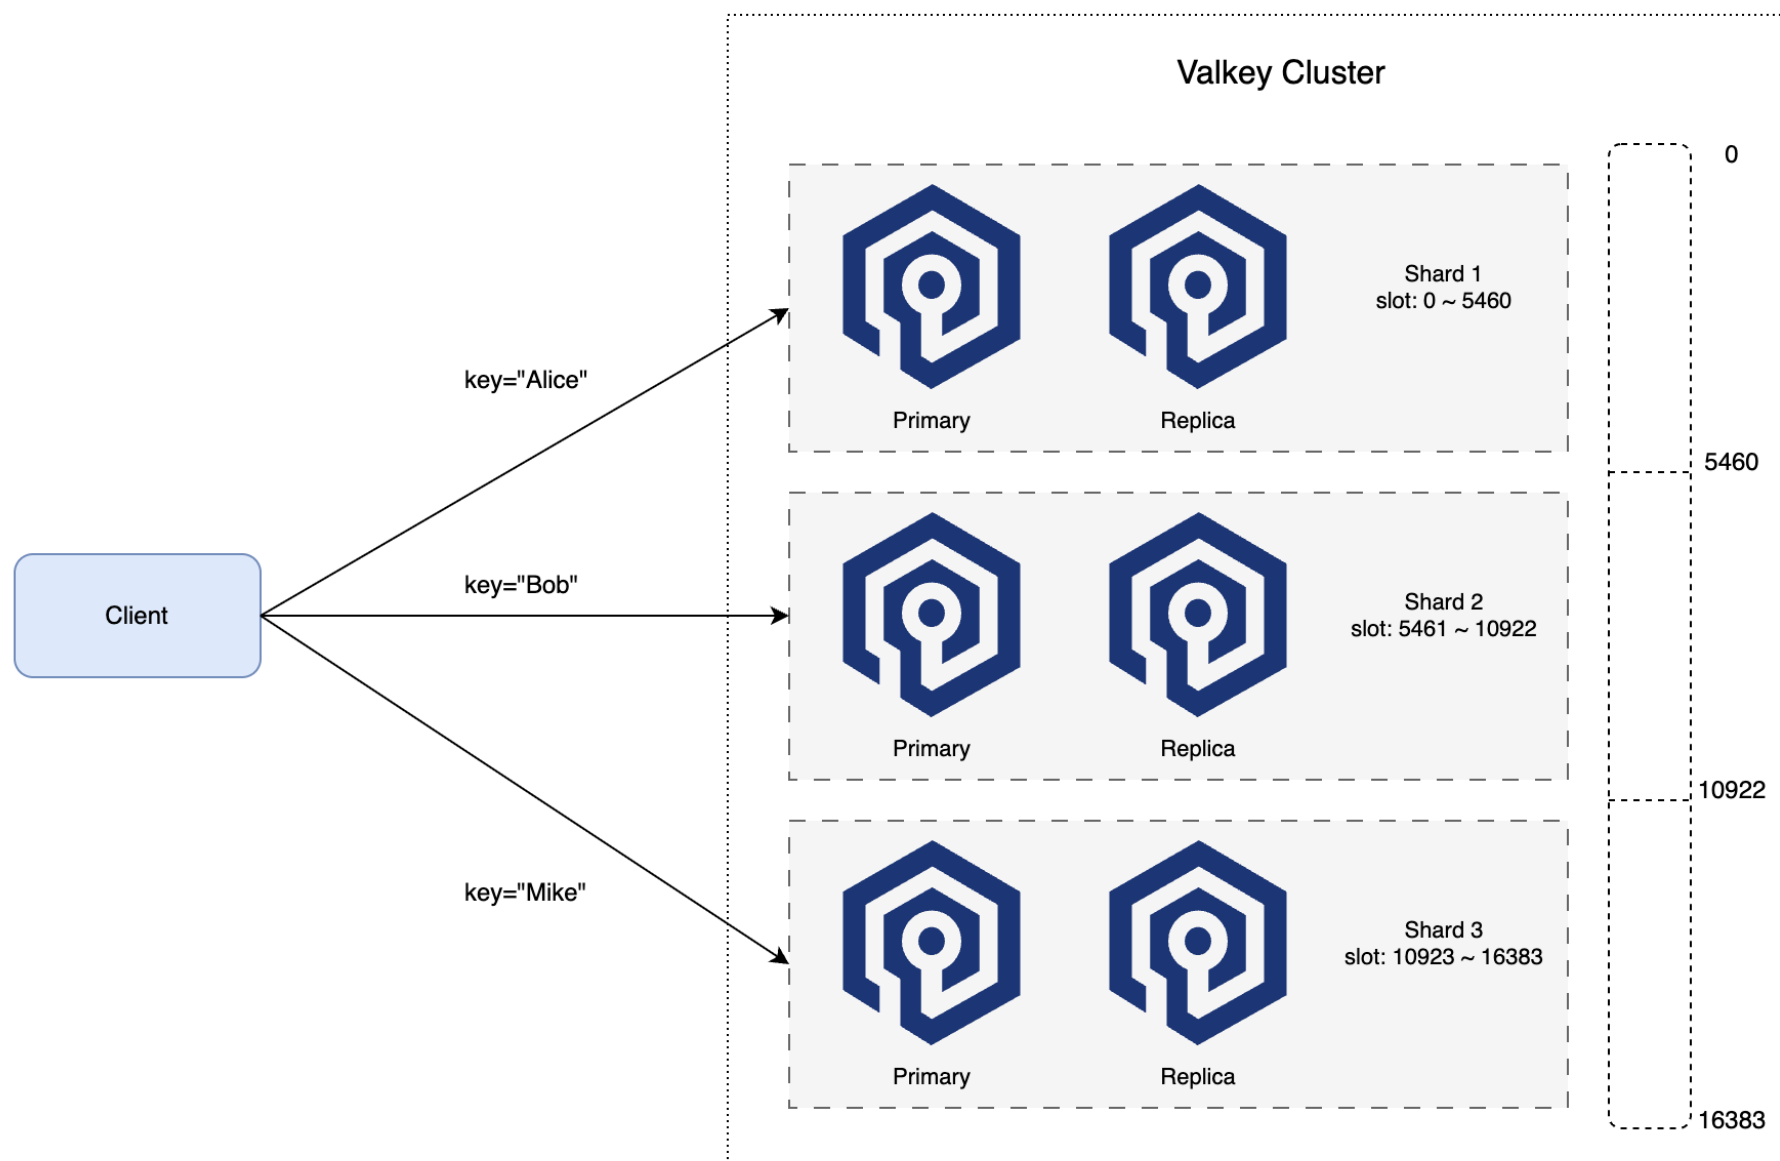 Valkey Cluster
0
Shard 1
slot: 0 ~ 5460
key="Alice"
Primary
Replica
5460
key="Bob"
Client
Shard 2
slot: 5461 ~ 10922
Primary
Replica
10922
key="Mike"
Shard 3
slot: 10923 ~ 16383
Primary
Replica
16383